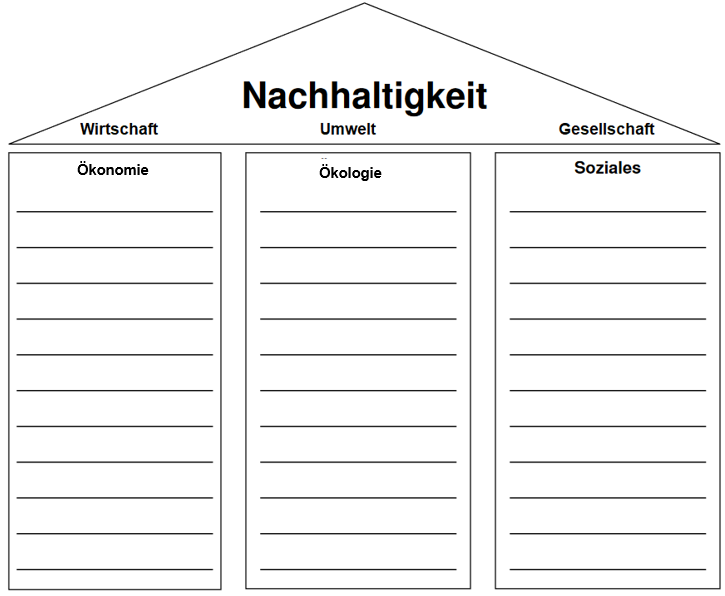 Nachhaltigkeit
Wirtschaft Umwelt Gesellschaft
Ökonomie
Ökologie
Soziales